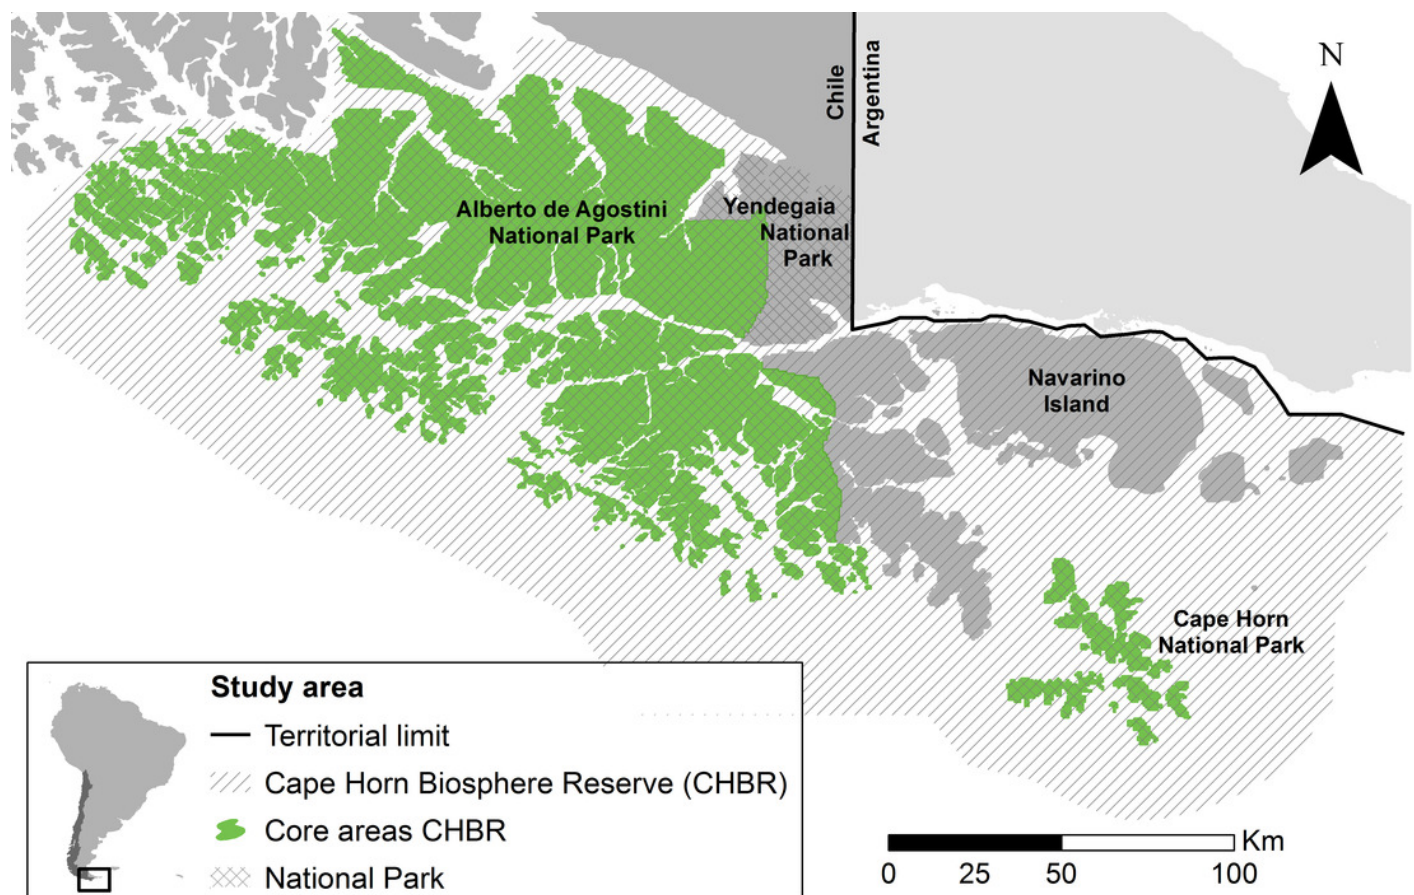 N
Chile
Argentina
Alberto de Agostini
National Park
Yendegaia
National
Park
Navarino
Island
Cape Horn
National Park
Study area
Territorial limit
Cape Horn Biosphere Reserve (CHBR)
Core areas CHBR
National Park
Km
0 25 50 100